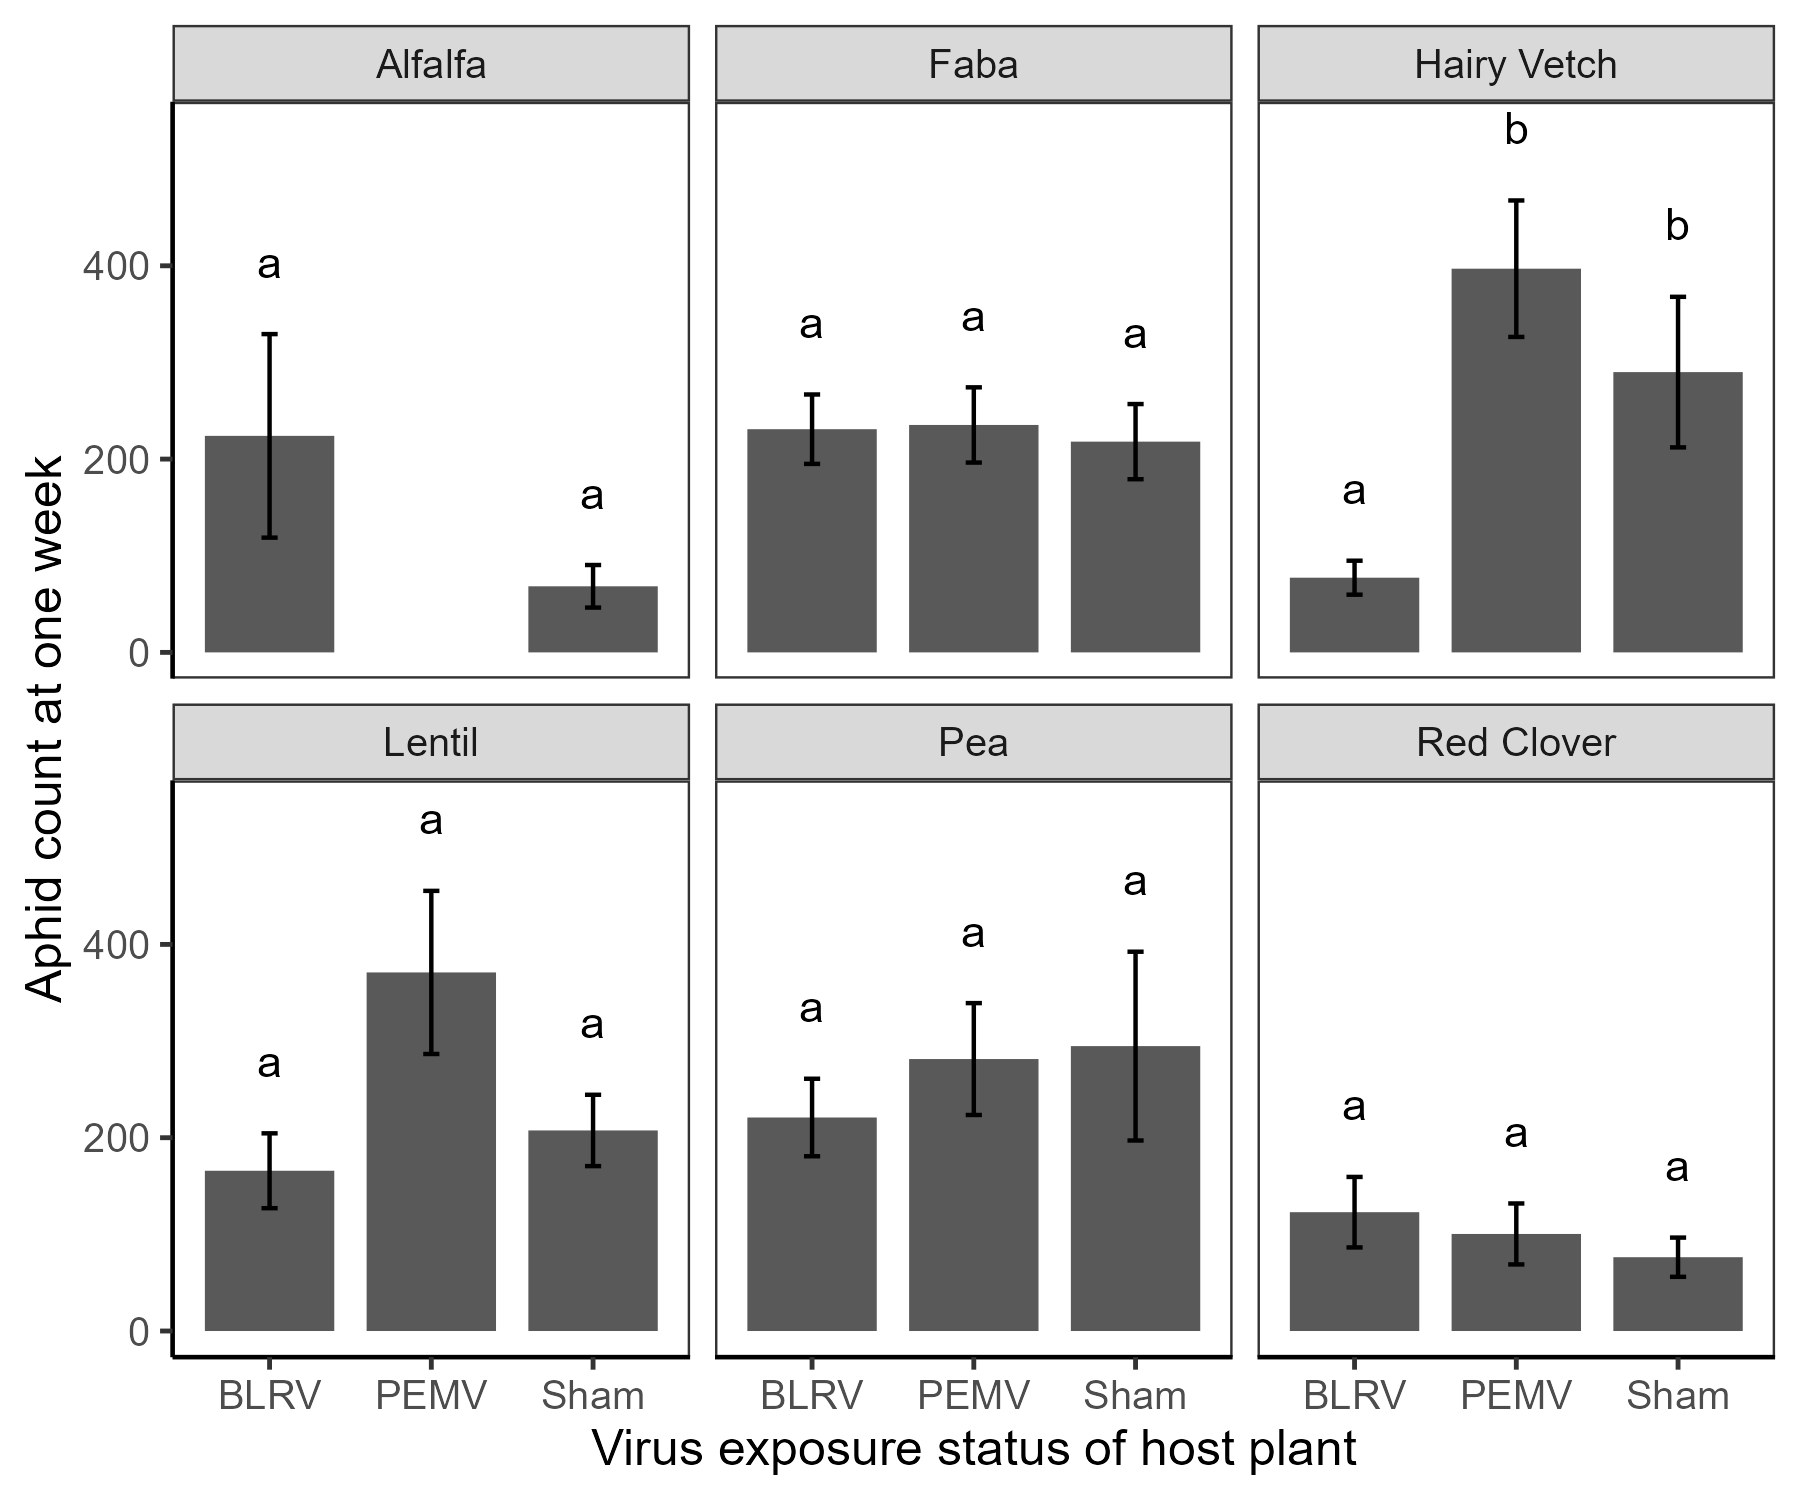 Alfalfa Faba Hairy Vetch
b
b
a
a a a
a
a
400
200
0
Aphid count at one week
Lentil Pea Red Clover
a
a
a
a
a
a
a
a
a
400
200
0
BLRV PEMV Sham BLRV PEMV Sham BLRV PEMV Sham
Virus exposure status of host plant